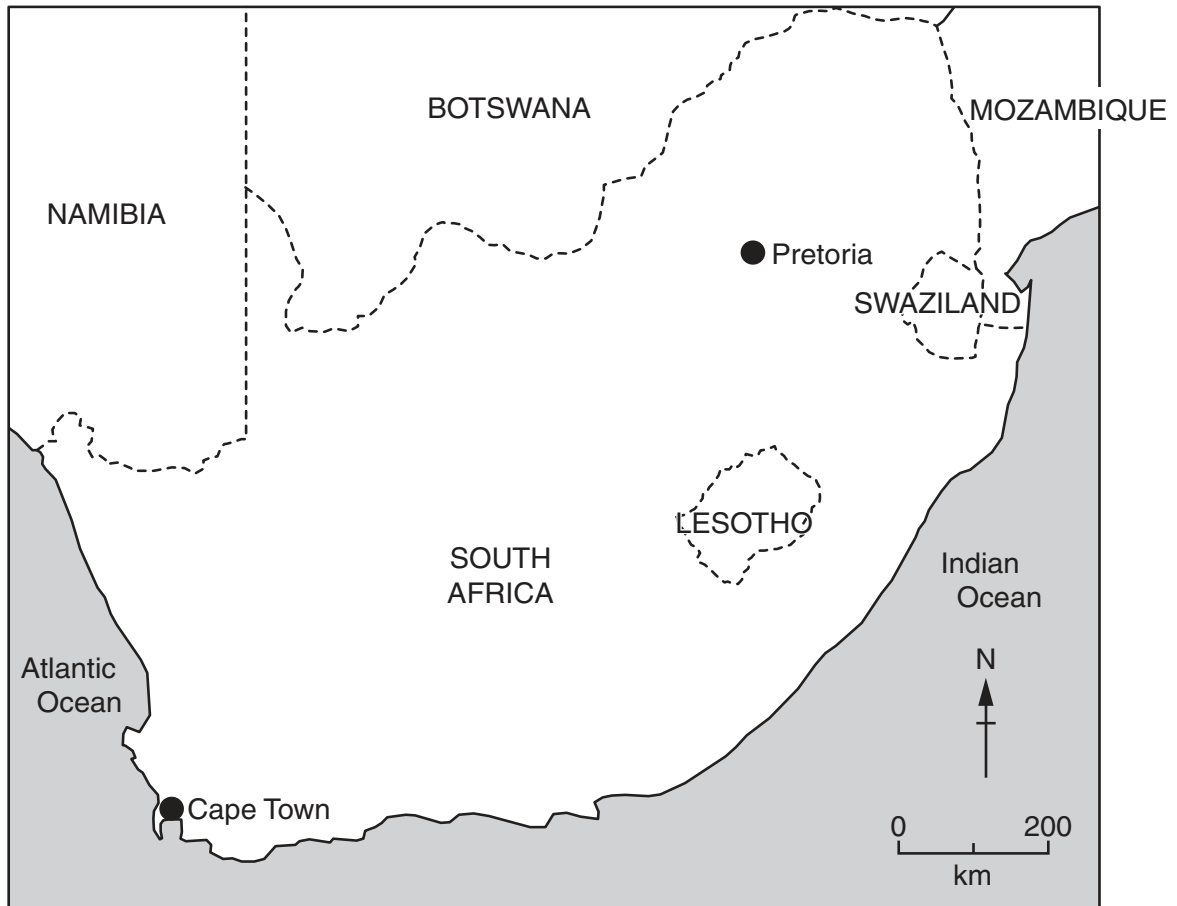 BOTSWANA
MOZAMBIQUE
NAMIBIA
Pretoria
SWAZILAND
LESOTHO
SOUTH
AFRICA
Indian
Ocean
Atlantic
Ocean
N
Cape Town
0 200
km